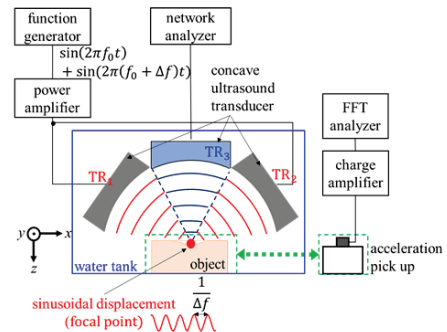 function
generator
network
analyzer
sin(2πf₀t)
+ sin(2π(f₀ + Δf)t)
power
amplifier
concave
ultrasound
transducer
FFT
analyzer
charge
amplifier
TR₁
TR₃
TR₂
y
x
z
water tank
object
acceleration
pick up
sinusoidal displacement
(focal point)
1
Δf